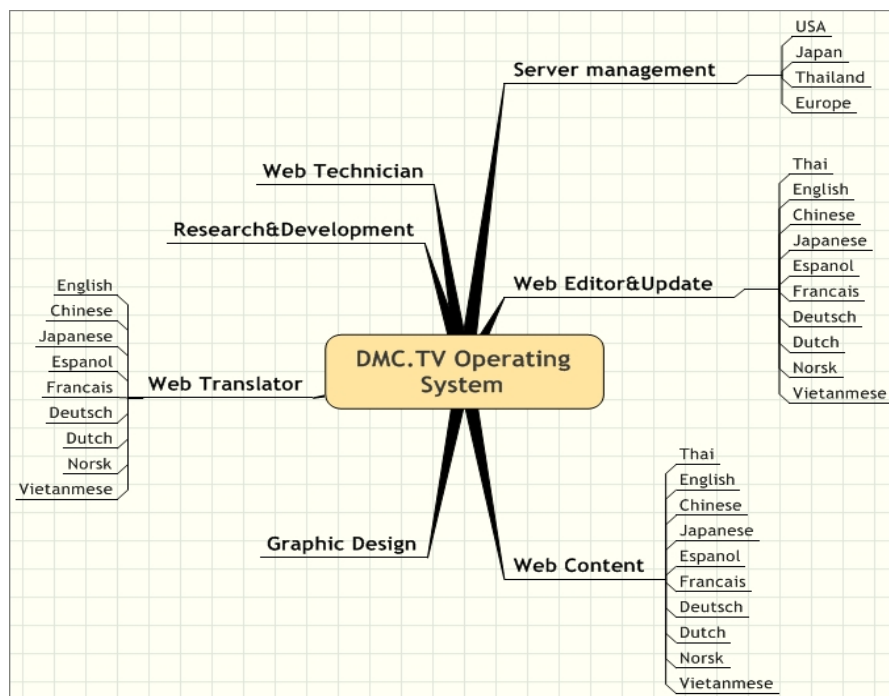 USA
Server management
Japan
Thailand
Europe
Web Technician
Research&Development
Thai
English
Chinese
Japanese
Espanol
Web Editor&Update
Francais
Deutsch
Dutch
Norsk
Vietanmese
English
Chinese
Japanese
Espanol
Web Translator
Francais
Deutsch
Dutch
Norsk
Vietanmese
DMC.TV Operating
System
Graphic Design
Thai
English
Chinese
Japanese
Espanol
Web Content
Francais
Deutsch
Dutch
Norsk
Vietanmese